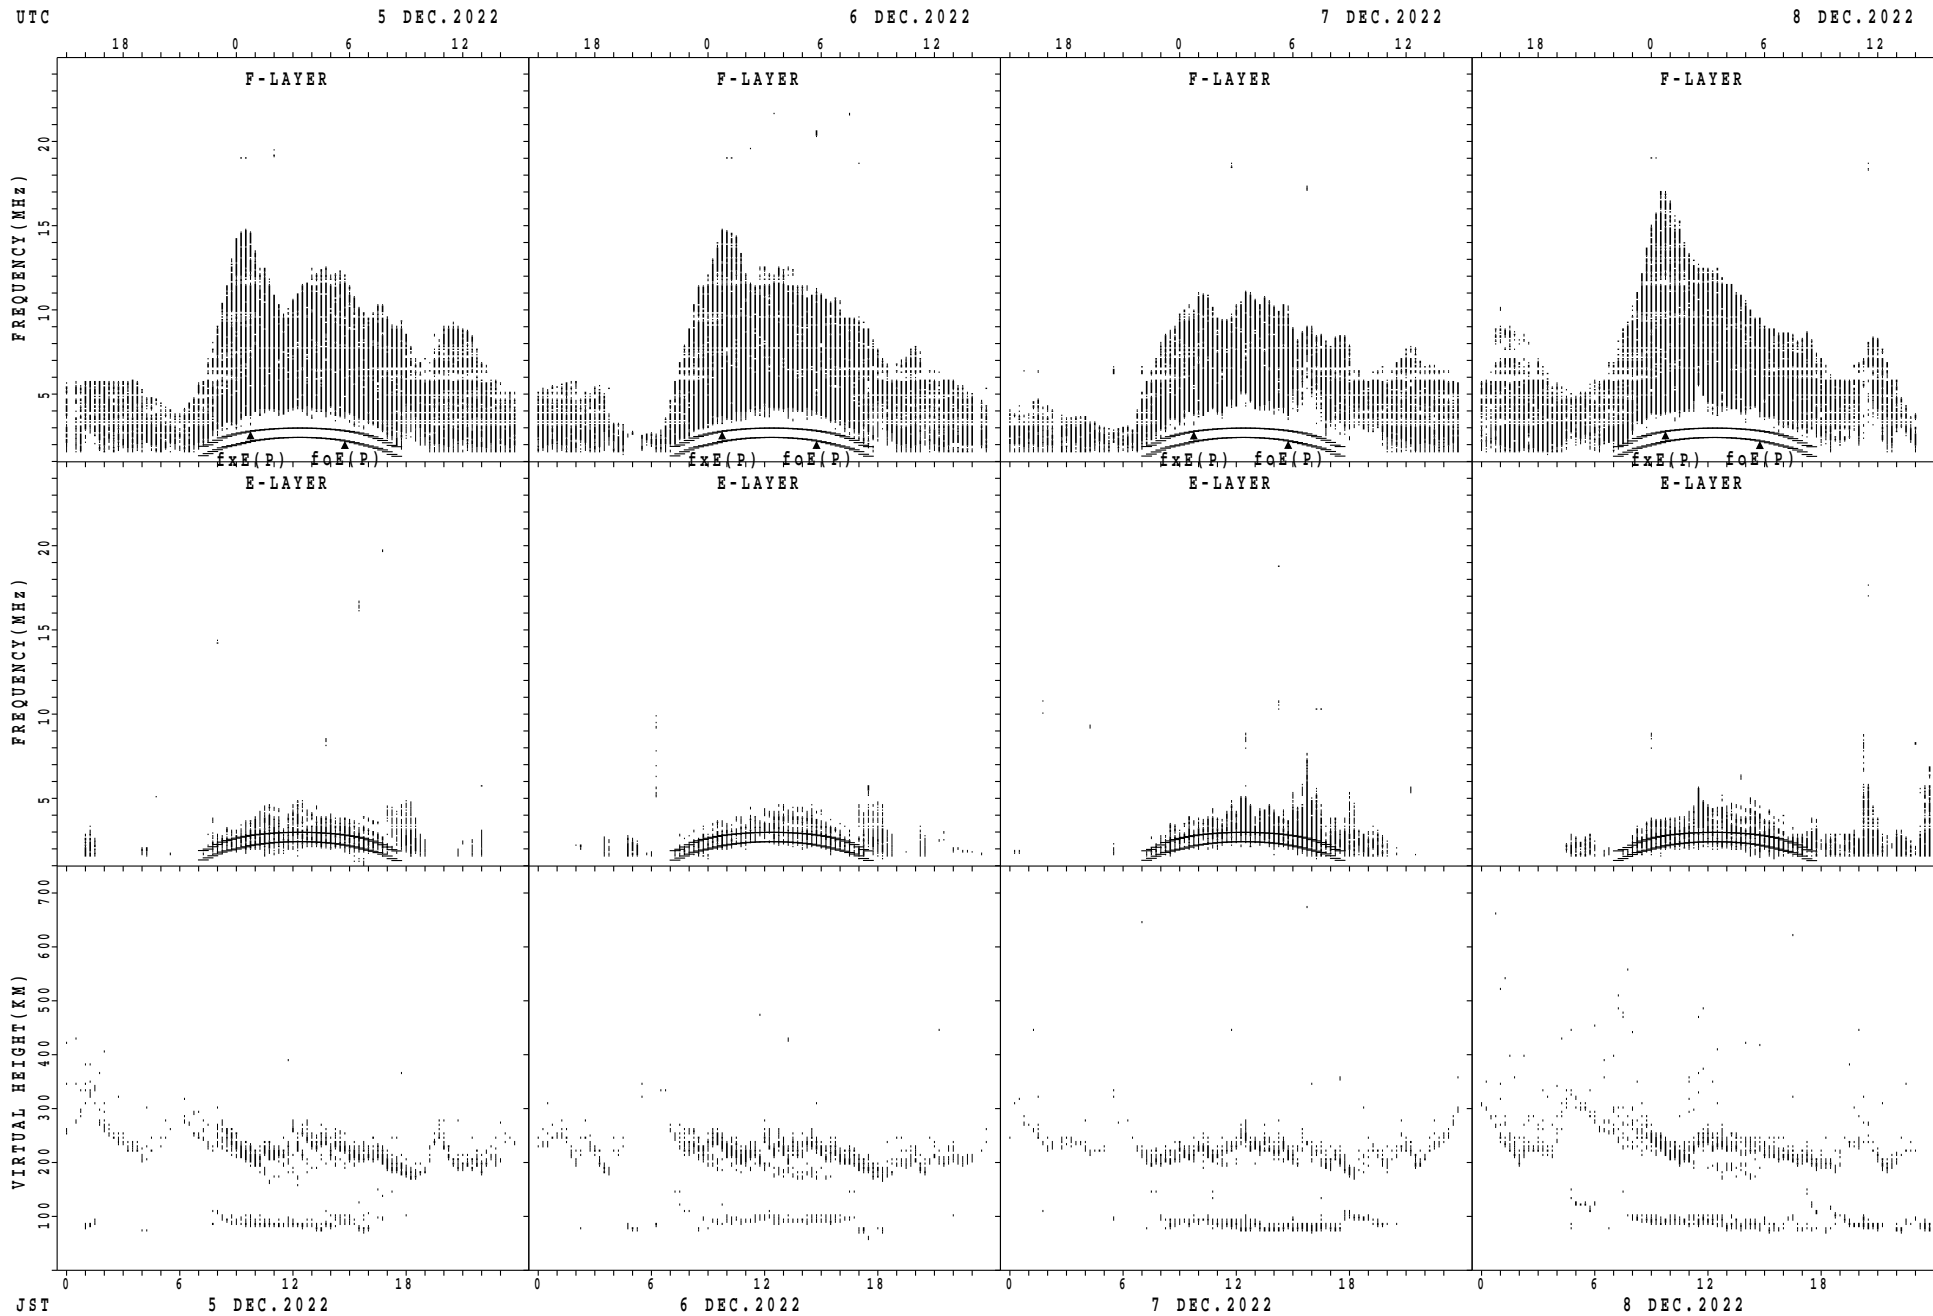 UTC 5 DEC.2022 6 DEC.2022 7 DEC.2022 8 DEC.2022
18 0 6 12 18 0 6 12 18 0 6 12 18 0 6 12
F-LAYER F-LAYER F-LAYER F-LAYER
FREQUENCY(MHz)
20
15
10
5
fxE(P) foE(P) fxE(P) foE(P) fxE(P) foE(P) fxE(P) foE(P)
E-LAYER E-LAYER E-LAYER E-LAYER
FREQUENCY(MHz)
20
15
10
5
VIRTUAL HEIGHT(KM)
700
600
500
400
300
200
100
0 6 12 18 0 6 12 18 0 6 12 18 0 6 12 18
JST 5 DEC.2022 6 DEC.2022 7 DEC.2022 8 DEC.2022